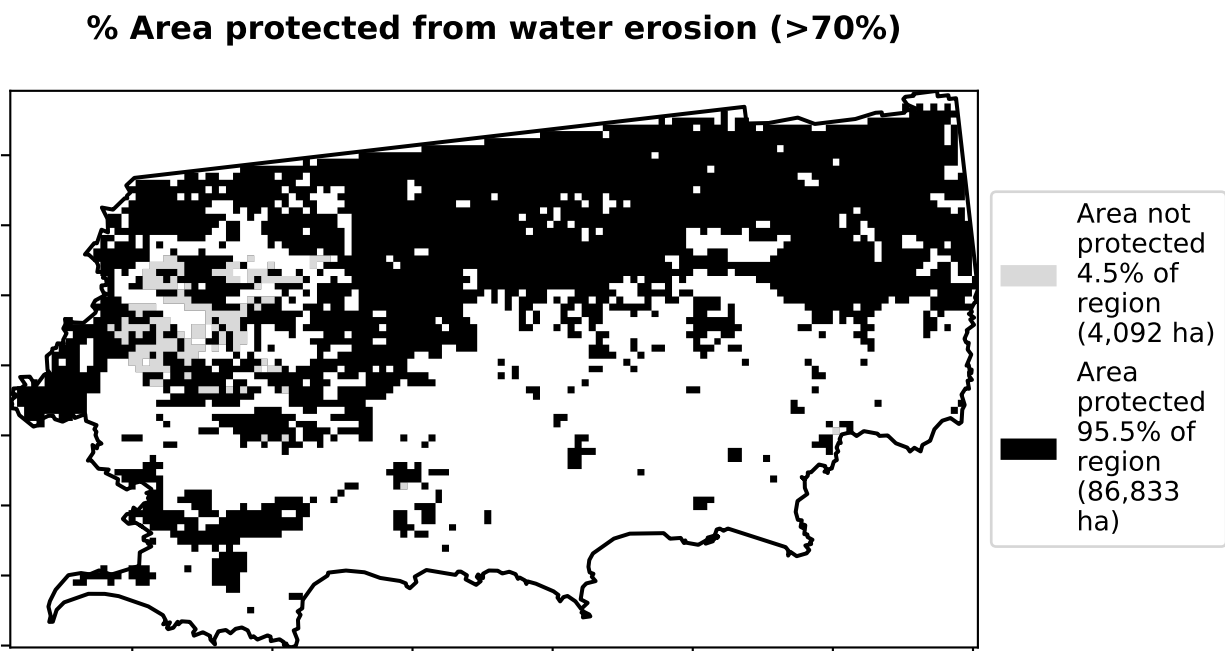 % Area protected from water erosion (>70%)
Area not
protected
4.5% of
region
(4,092 ha)
Area
protected
95.5% of
region
(86,833
ha)